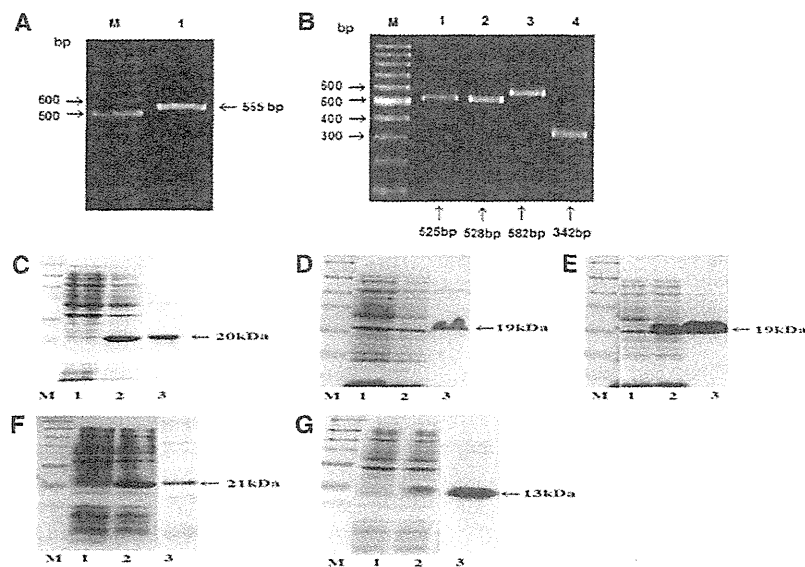 A
M 1
bp
600
500
← 555 bp
B
bp
M 1 2 3 4
600
500
400
300
525bp 528bp 582bp 342bp
C
← 20kDa
M 1 2 3
D
← 19kDa
M 1 2 3
E
← 19kDa
M 1 2 3
F
← 21kDa
M 1 2 3
G
← 13kDa
M 1 2 3